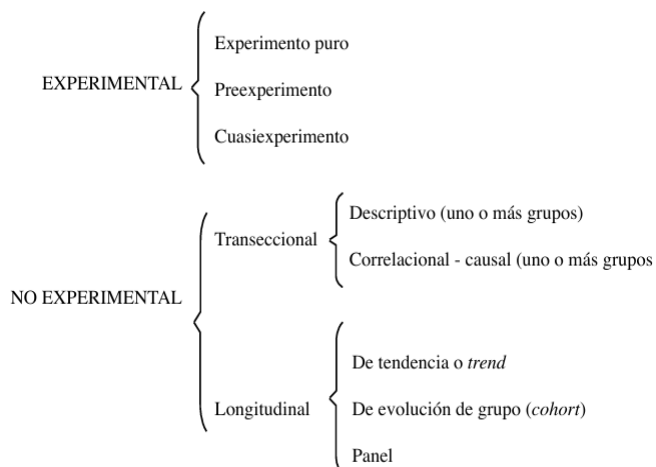 Experimento puro
EXPERIMENTAL
Preexperimento
Cuasiexperimento
Descriptivo (uno o más grupos)
Transeccional
Correlacional - causal (uno o más grupos
NO EXPERIMENTAL
De tendencia o trend
Longitudinal
De evolución de grupo (cohort)
Panel